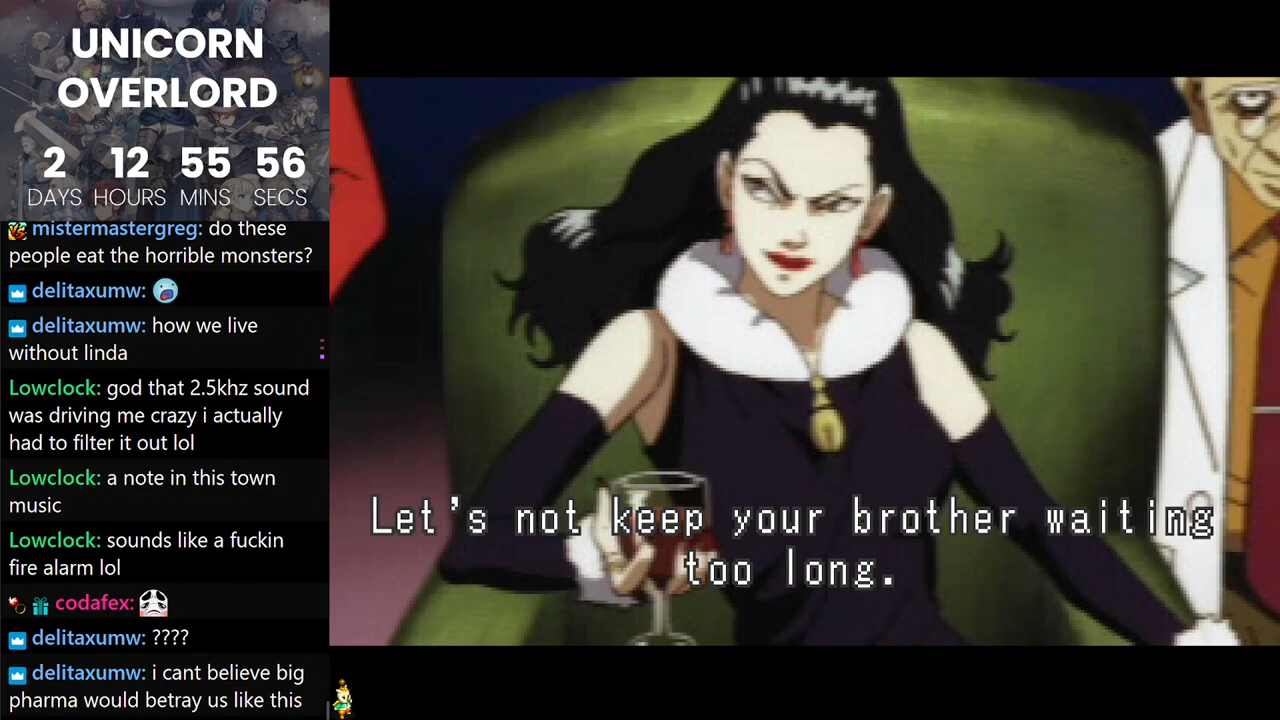 UNICORN
OVERLORD
2 12 55 56
DAYS HOURS MINS SECS
mistermastergreg: do these
people eat the horrible monsters?
delitaxumw:
delitaxumw: how we live
without linda
Lowclock: god that 2.5khz sound
was driving me crazy i actually
had to filter it out lol
Lowclock: a note in this town
music
Lowclock: sounds like a fuckin
fire alarm lol
codafex:
delitaxumw: ????
delitaxumw: i cant believe big
pharma would betray us like this
Let's not keep your brother waiting
too long.